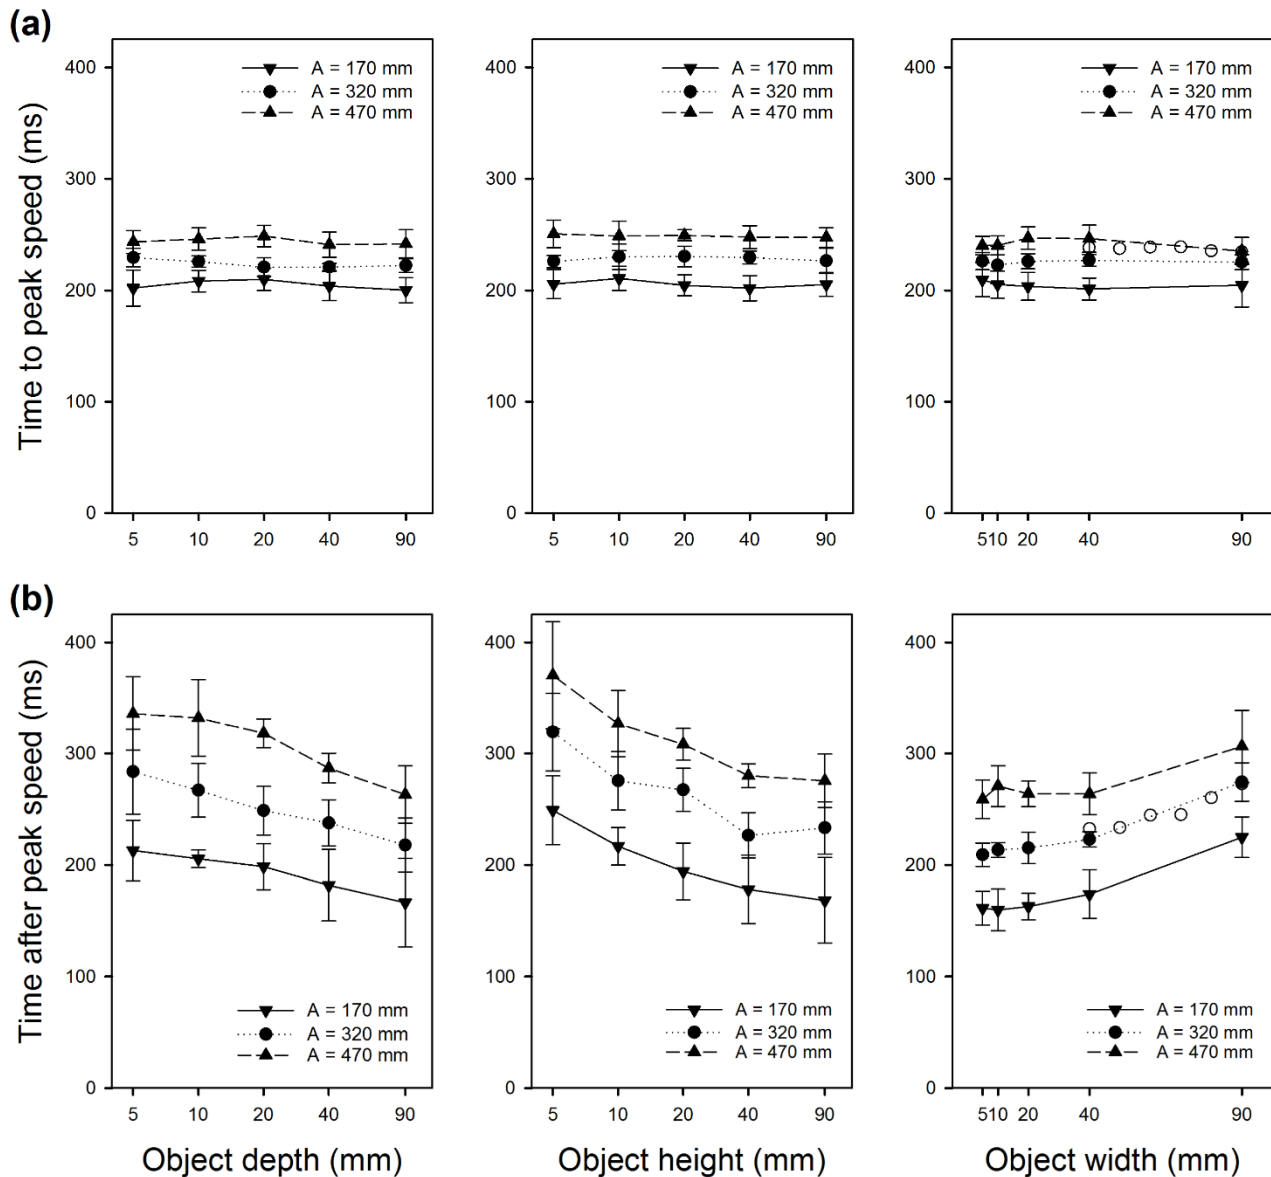 (a)
Time to peak speed (ms)
400
300
200
100
0
A = 170 mm
A = 320 mm
A = 470 mm
5 10 20 40 90
400
300
200
100
0
A = 170 mm
A = 320 mm
A = 470 mm
5 10 20 40 90
400
300
200
100
0
A = 170 mm
A = 320 mm
A = 470 mm
5 10 20 40 90
(b)
Time after peak speed (ms)
400
300
200
100
0
A = 170 mm
A = 320 mm
A = 470 mm
5 10 20 40 90
Object depth (mm)
400
300
200
100
0
A = 170 mm
A = 320 mm
A = 470 mm
5 10 20 40 90
Object height (mm)
400
300
200
100
0
A = 170 mm
A = 320 mm
A = 470 mm
5 10 20 40 90
Object width (mm)